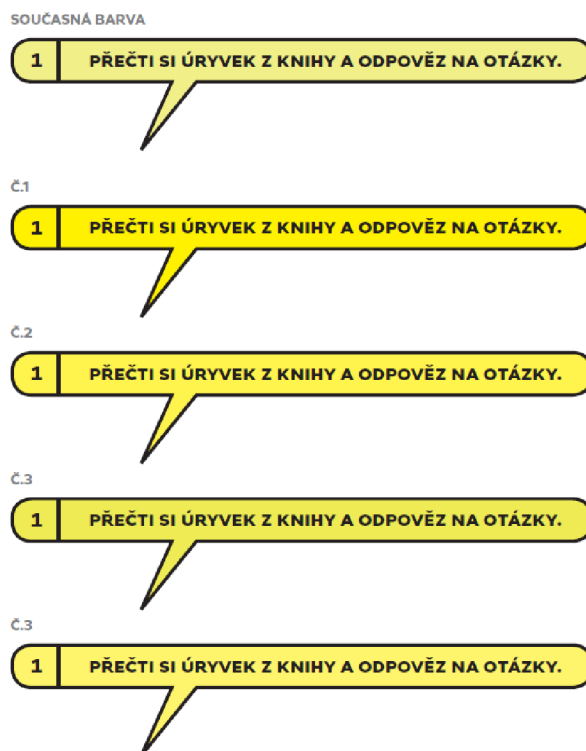 SOUČASNÁ BARVA
1 PŘEČTI SI ÚRYVEK Z KNIHY A ODPOVĚZ NA OTÁZKY.
Č.1
1 PŘEČTI SI ÚRYVEK Z KNIHY A ODPOVĚZ NA OTÁZKY.
Č.2
1 PŘEČTI SI ÚRYVEK Z KNIHY A ODPOVĚZ NA OTÁZKY.
Č.3
1 PŘEČTI SI ÚRYVEK Z KNIHY A ODPOVĚZ NA OTÁZKY.
Č.3
1 PŘEČTI SI ÚRYVEK Z KNIHY A ODPOVĚZ NA OTÁZKY.